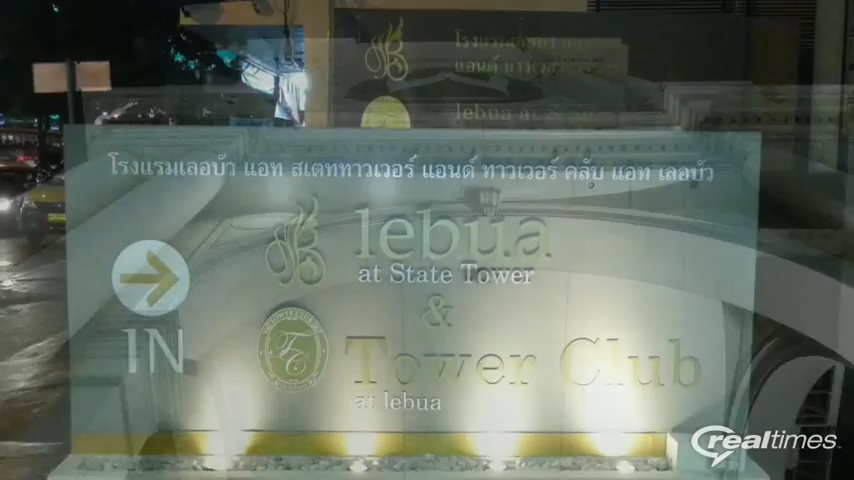 โรงแรมเลอบัว แอท สเตททาวเวอร์ แอนด์ ทาวเวอร์ คลับ แอท เลอบัว
lebua
at State Tower
&
IN
Tower Club
at lebua
realtimes